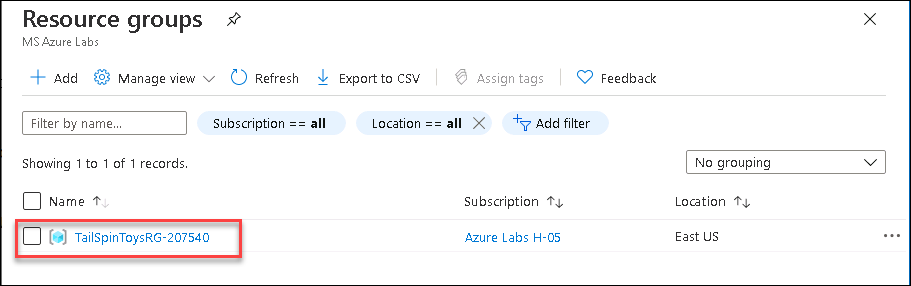 Resource groups
MS Azure Labs
Add Manage view Refresh Export to CSV Assign tags Feedback
Filter by name... Subscription == all Location == all Add filter
Showing 1 to 1 of 1 records. No grouping
Name Subscription Location
TailSpinToysRG-207540 Azure Labs H-05 East US